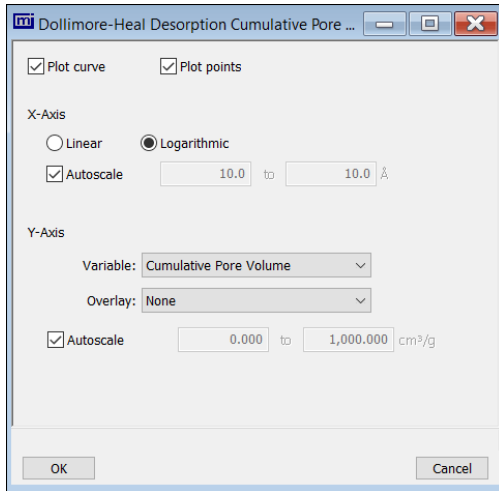 mi Dollimore-Heal Desorption Cumulative Pore ...
Plot curve Plot points
X-Axis
Linear Logarithmic
Autoscale 10.0 to 10.0 Å
Y-Axis
Variable: Cumulative Pore Volume
Overlay: None
Autoscale 0.000 to 1,000.000 cm³/g
OK Cancel